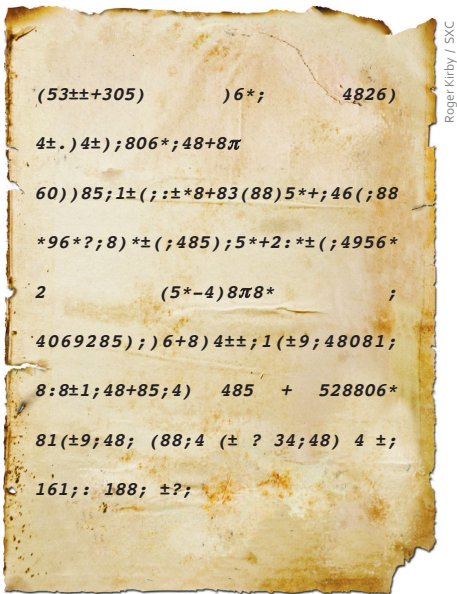 (53±±+305) )6*; 4826)
4±.)4±);806*;48+8π
60))85;1±(;:±*8+83(88)5*+;46(;88
*96*?;8)*±(;485);5*+2:*±(;4956*
2 (5*–4)8π8* ;
4069285);)6+8)4±±;1(±9;48081;
8:8±1;48+85;4) 485 + 528806*
81(±9;48; (88;4 (± ? 34;48) 4 ±;
161;: 188; ±?;
Roger Kirby / SXC